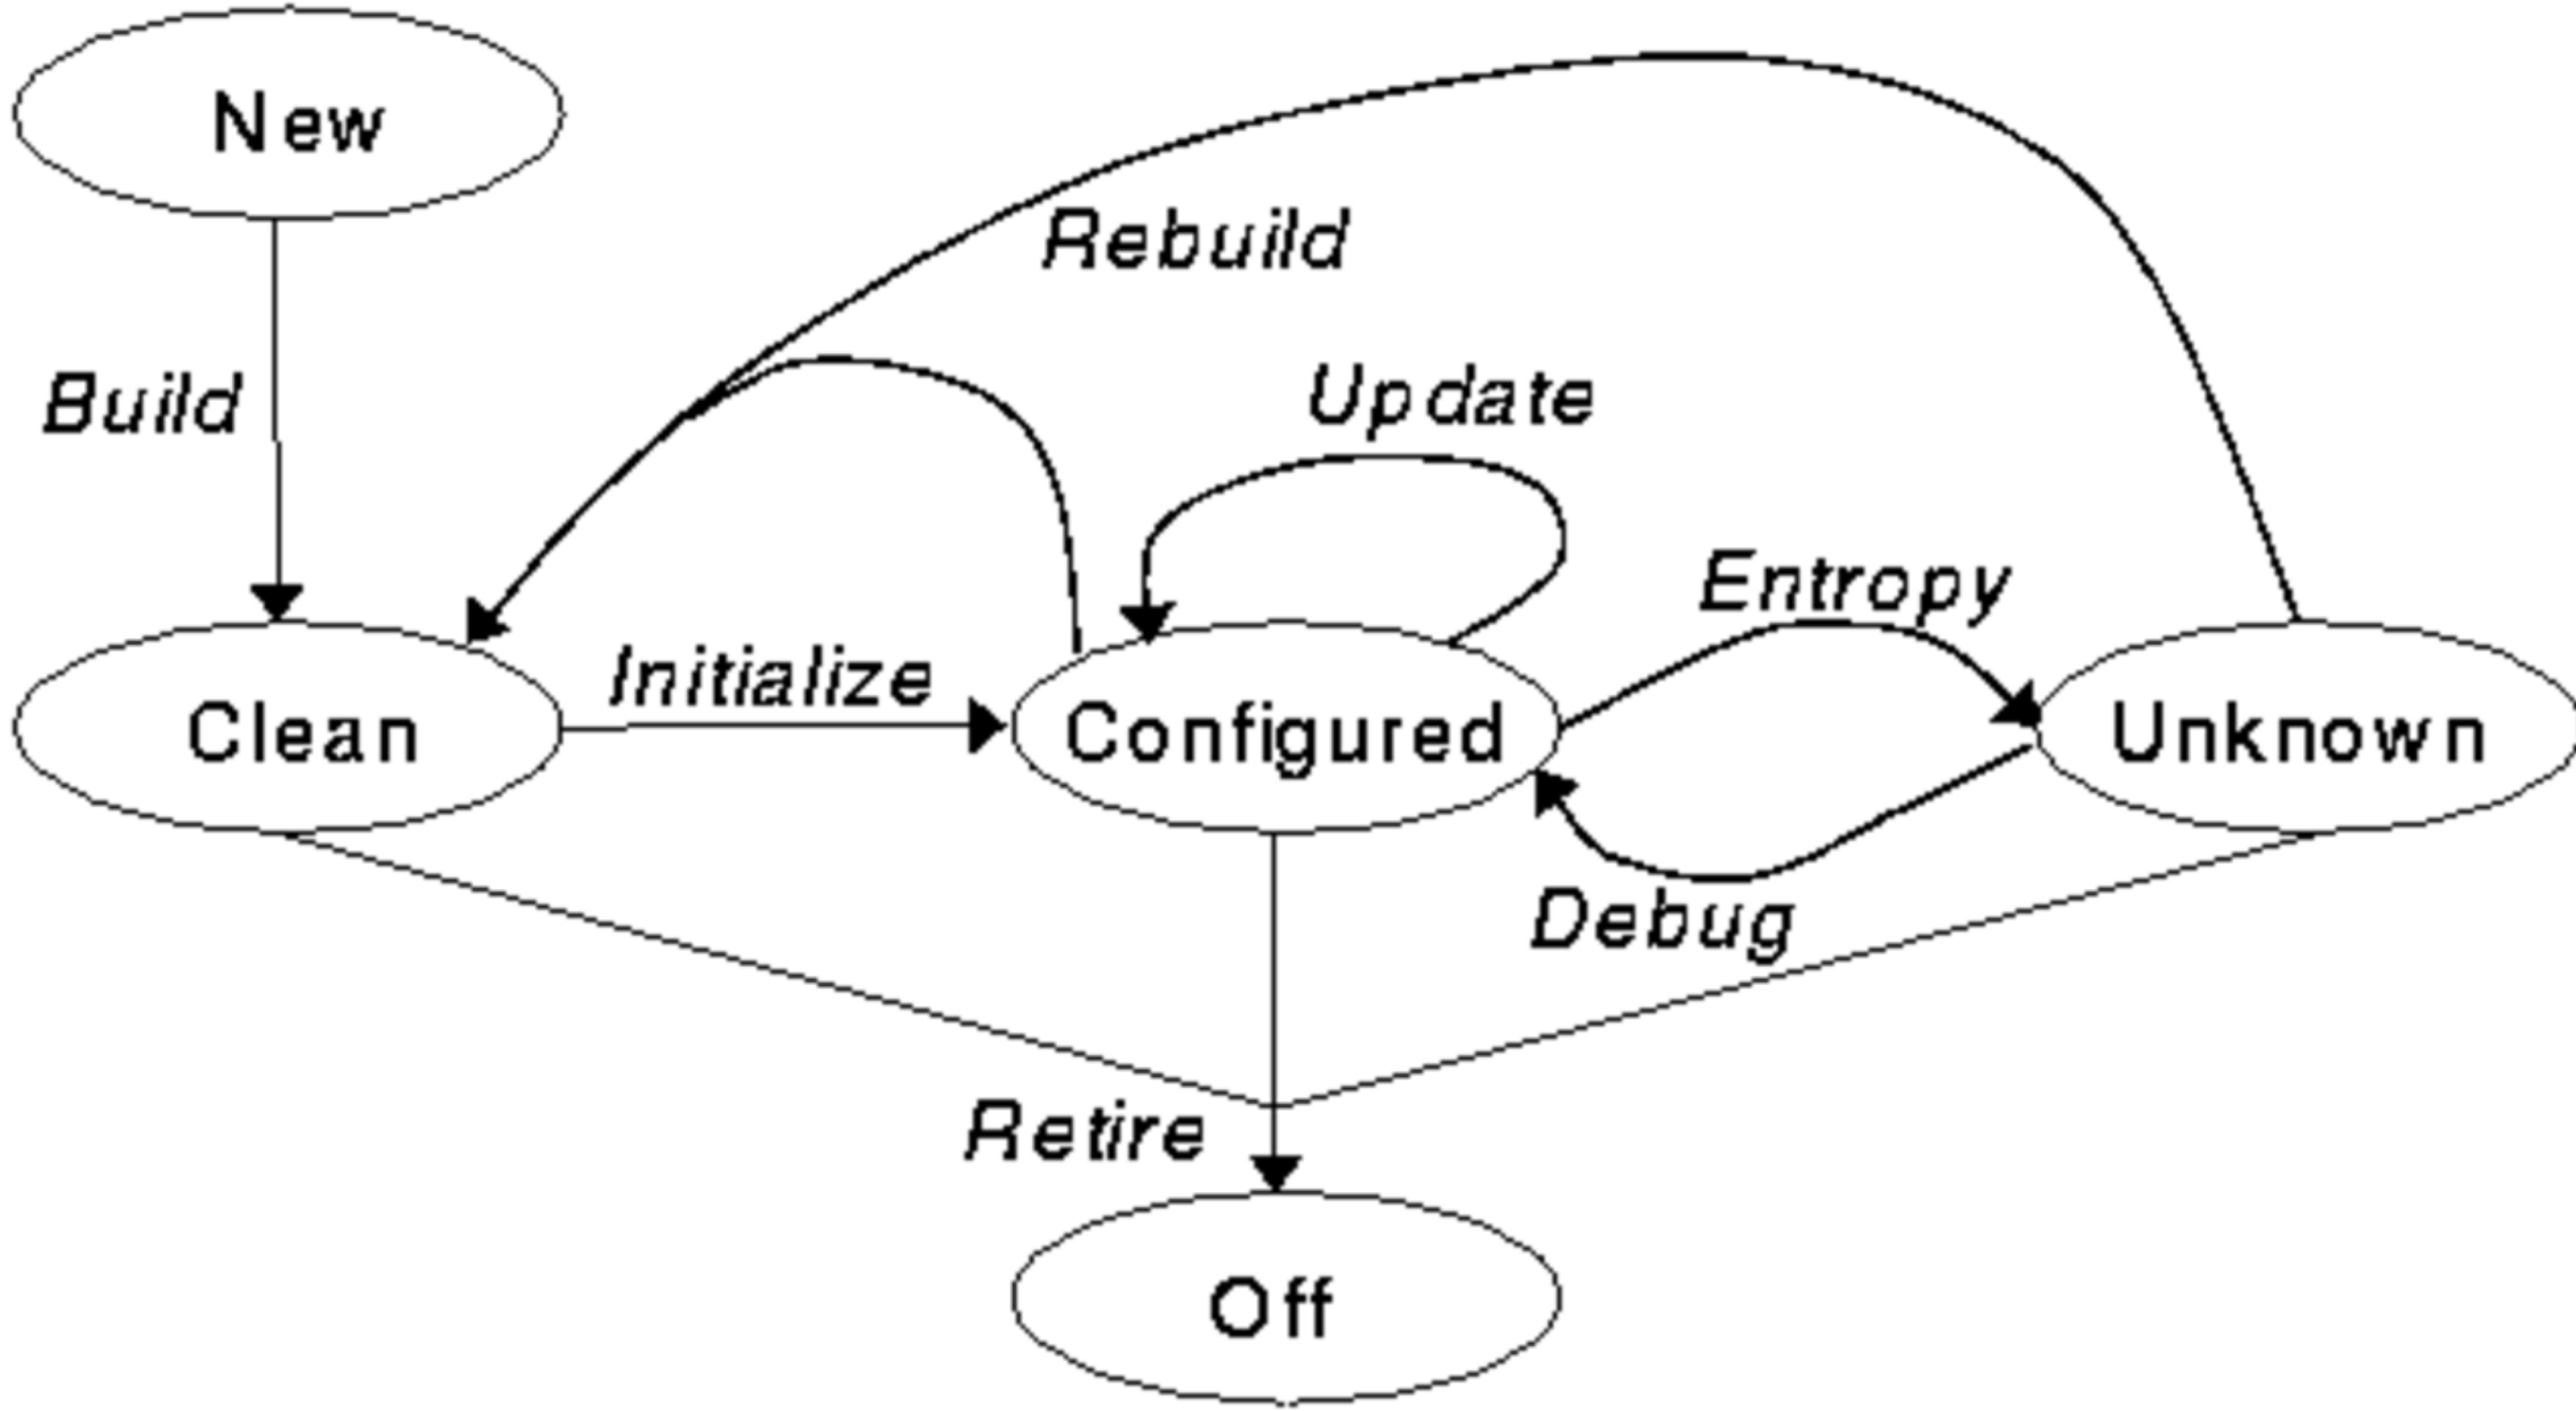 New
Rebuild
Build
Update
Entropy
Initialize
Clean
Configured
Unknown
Debug
Retire
Off